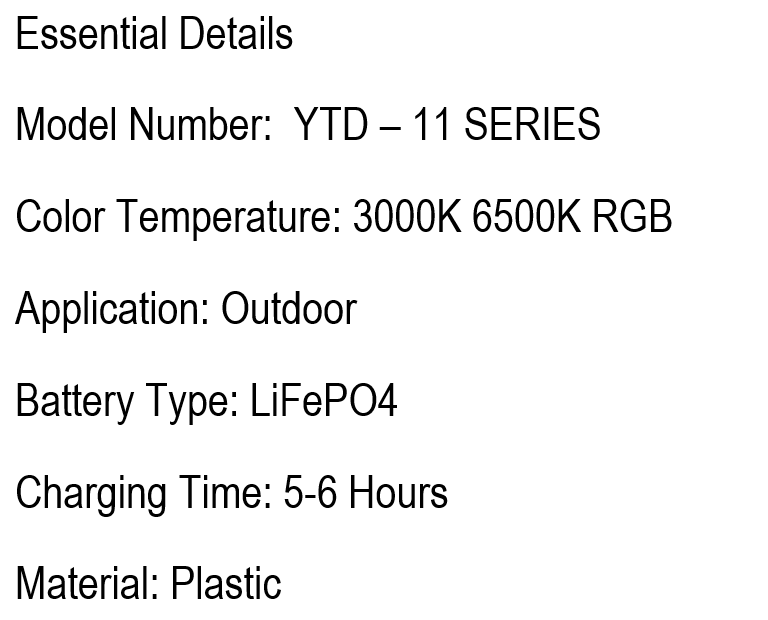 Essential Details
Model Number:  YTD – 11 SERIES
Color Temperature: 3000K 6500K RGB
Application: Outdoor
Battery Type: LiFePO4
Charging Time: 5-6 Hours
Material: Plastic